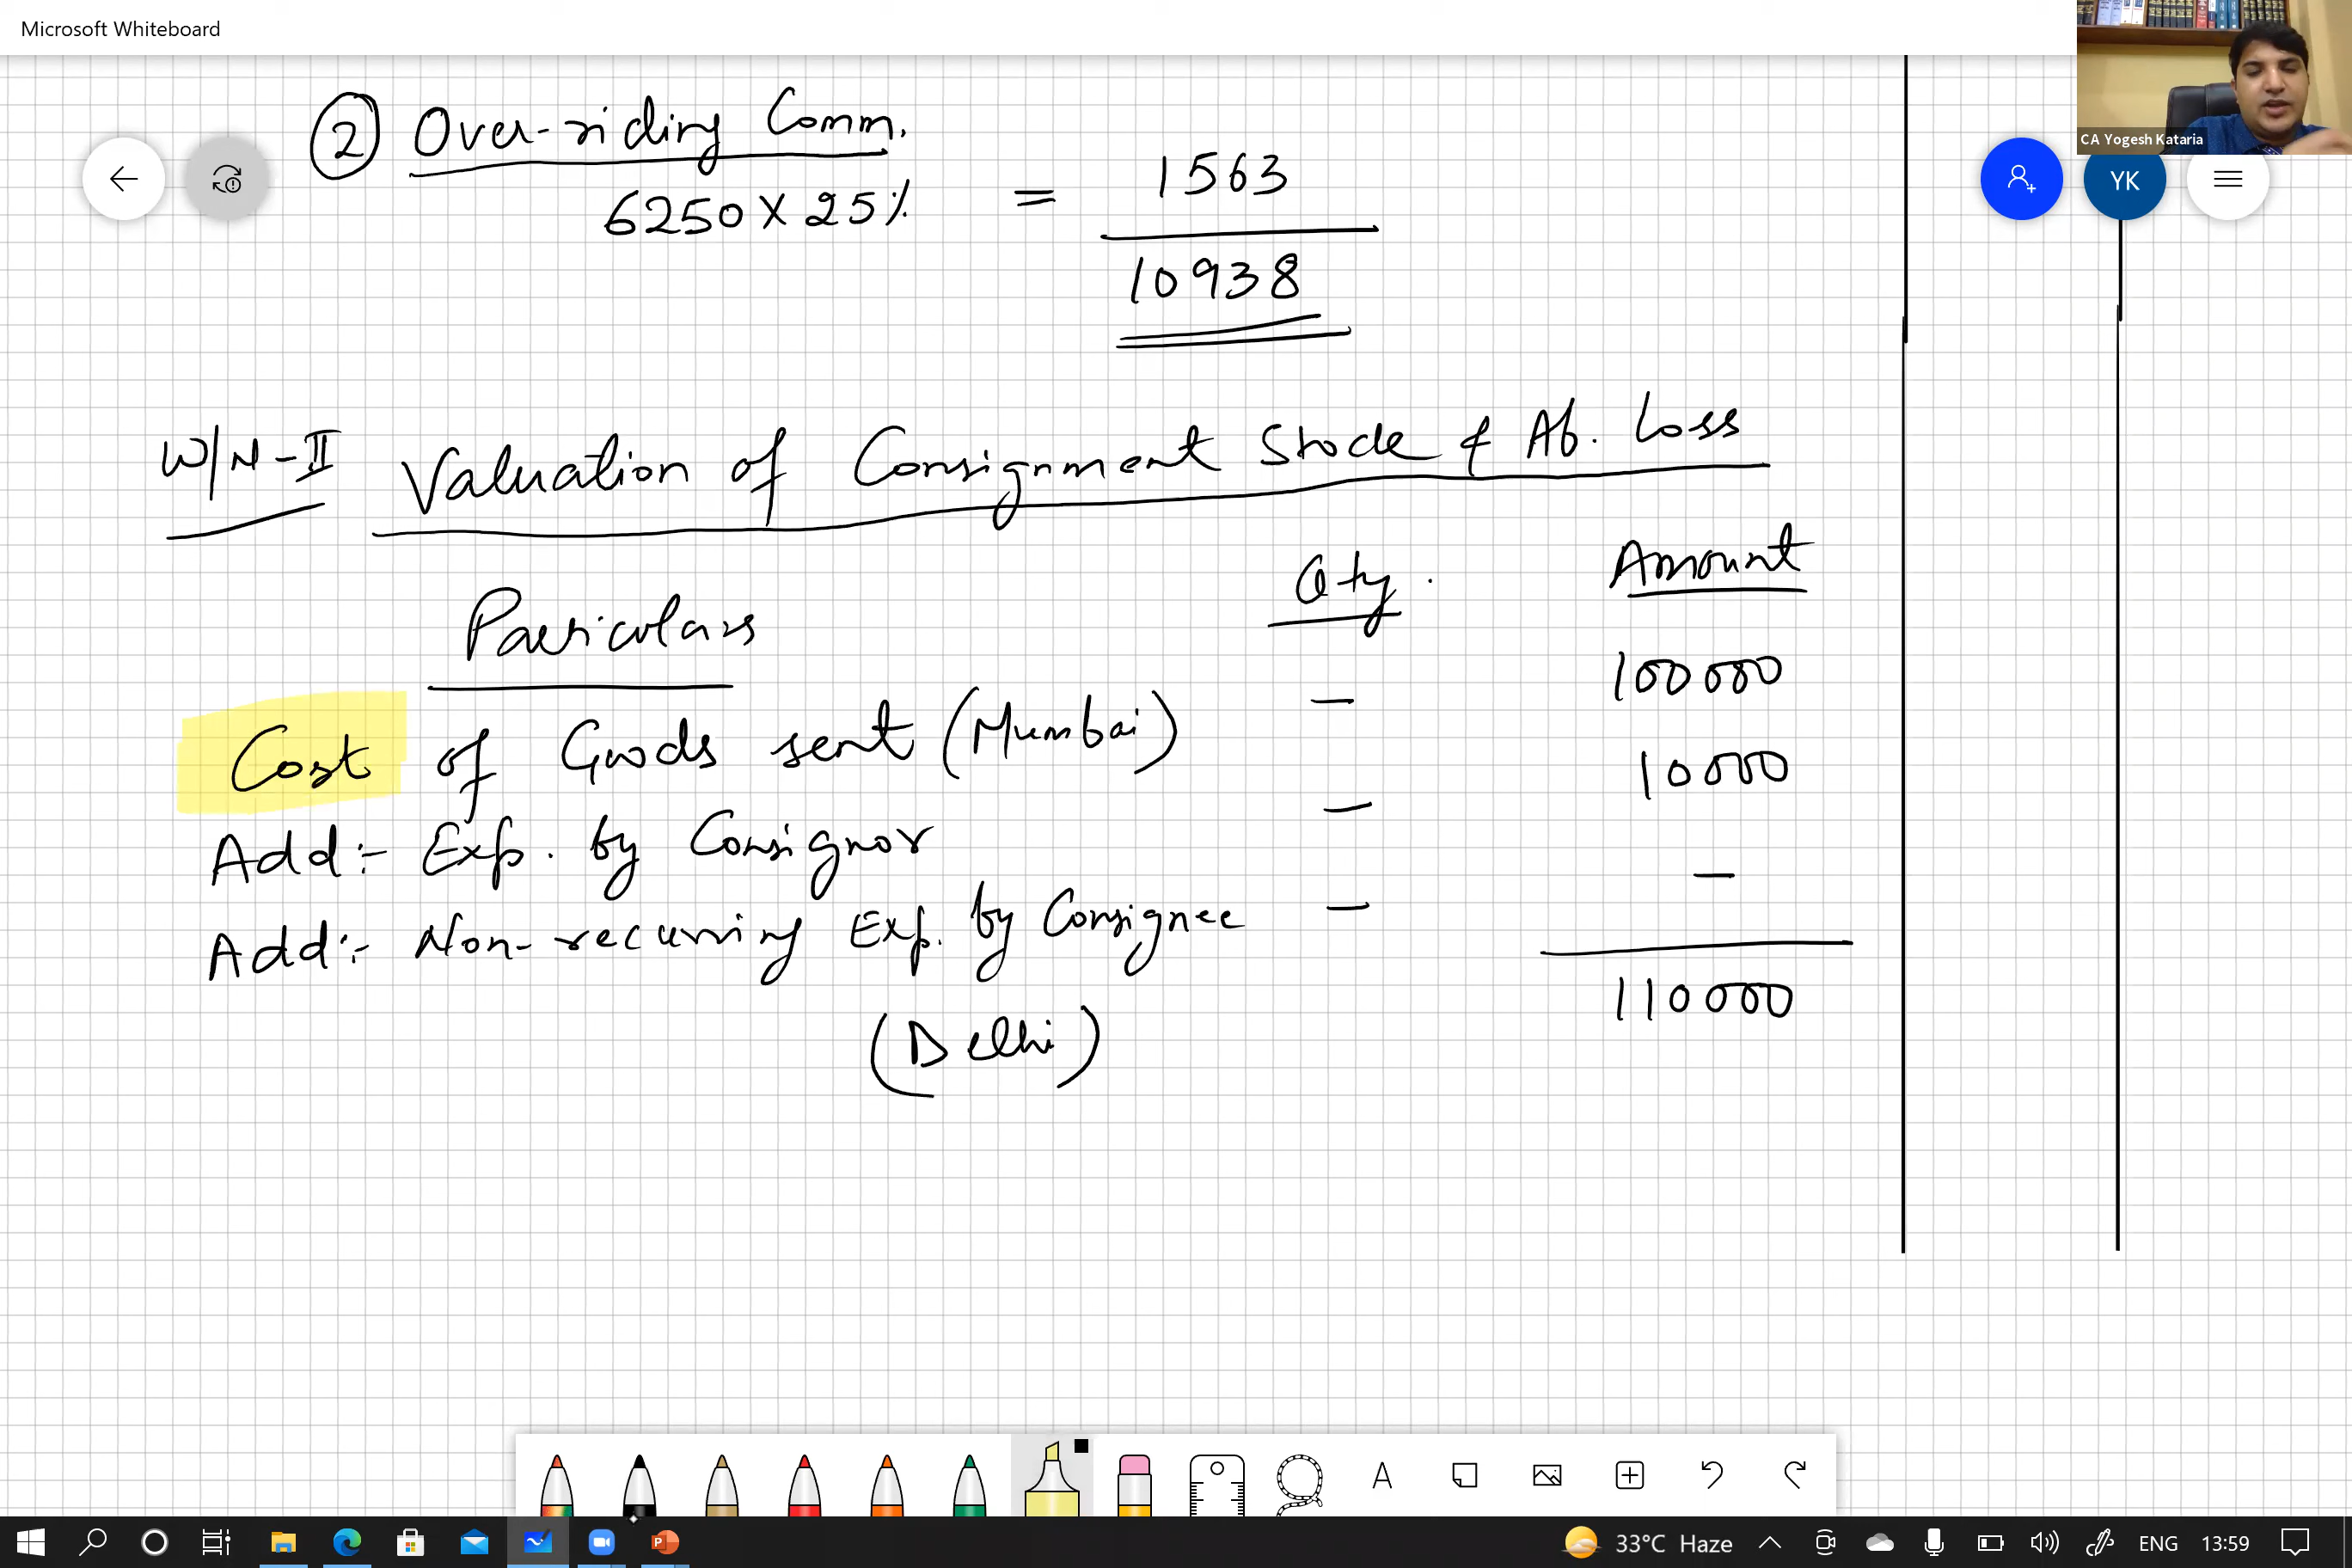 Microsoft Whiteboard
CA Yogesh Kataria
YK
② Over-riding Comm.
6250 X 25% = 1563
10938
W/N-II Valuation of Consignment Stock & Ab. Loss
Particulars Qty. Amount
Cost of Goods sent (Mumbai) – 100000
Add:- Exp. by Consignor – 10000
Add:- Non-recurring Exp. by Consignee – –
(Delhi) 110000
A
33°C Haze ENG 13:59